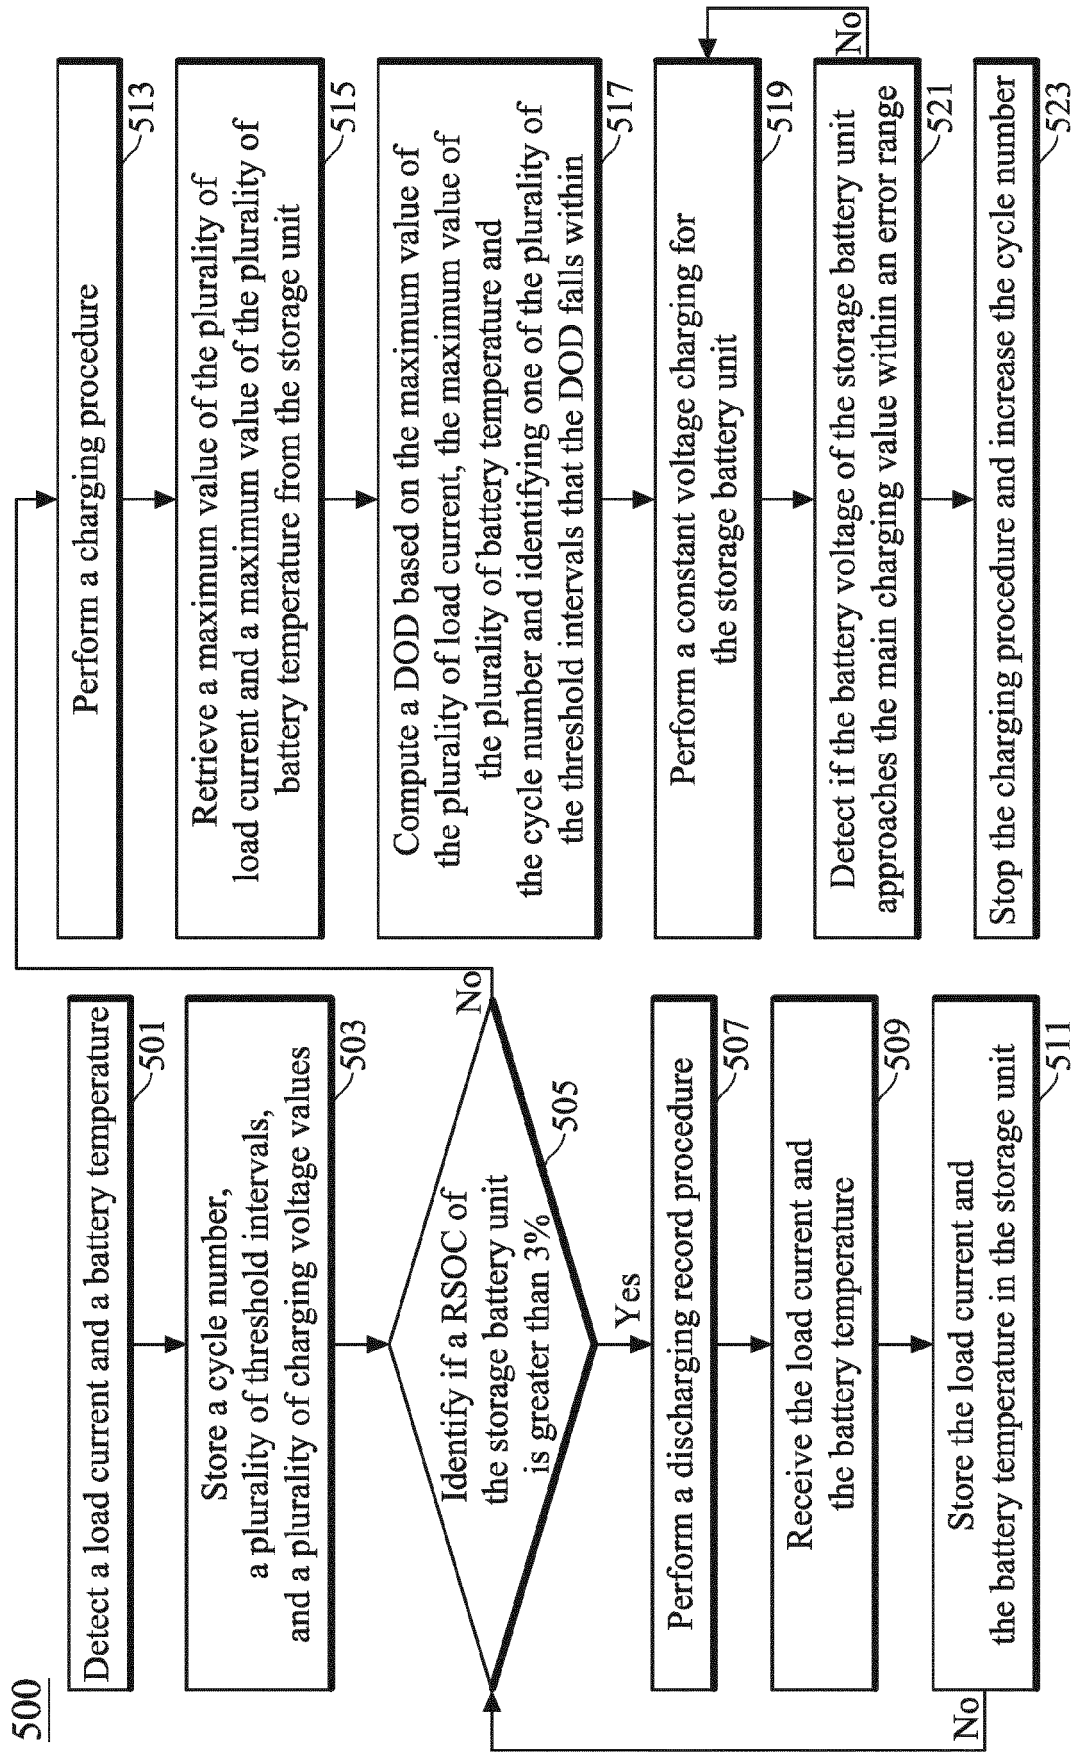 500
Detect a load current and a battery temperature
501
Store a cycle number,
a plurality of threshold intervals,
and a plurality of charging voltage values
503
Identify if a RSOC of
the storage battery unit
is greater than 3%
505
No
Yes
Perform a discharging record procedure
507
Receive the load current and
the battery temperature
509
Store the load current and
the battery temperature in the storage unit
511
No
Perform a charging procedure
513
Retrieve a maximum value of the plurality of
load current and a maximum value of the plurality of
battery temperature from the storage unit
515
Compute a DOD based on the maximum value of
the plurality of load current, the maximum value of
the plurality of battery temperature and
the cycle number and identifying one of the plurality of
the threshold intervals that the DOD falls within
517
Perform a constant voltage charging for
the storage battery unit
519
Detect if the battery voltage of the storage battery unit
approaches the main charging value within an error range
521
No
Stop the charging procedure and increase the cycle number
523